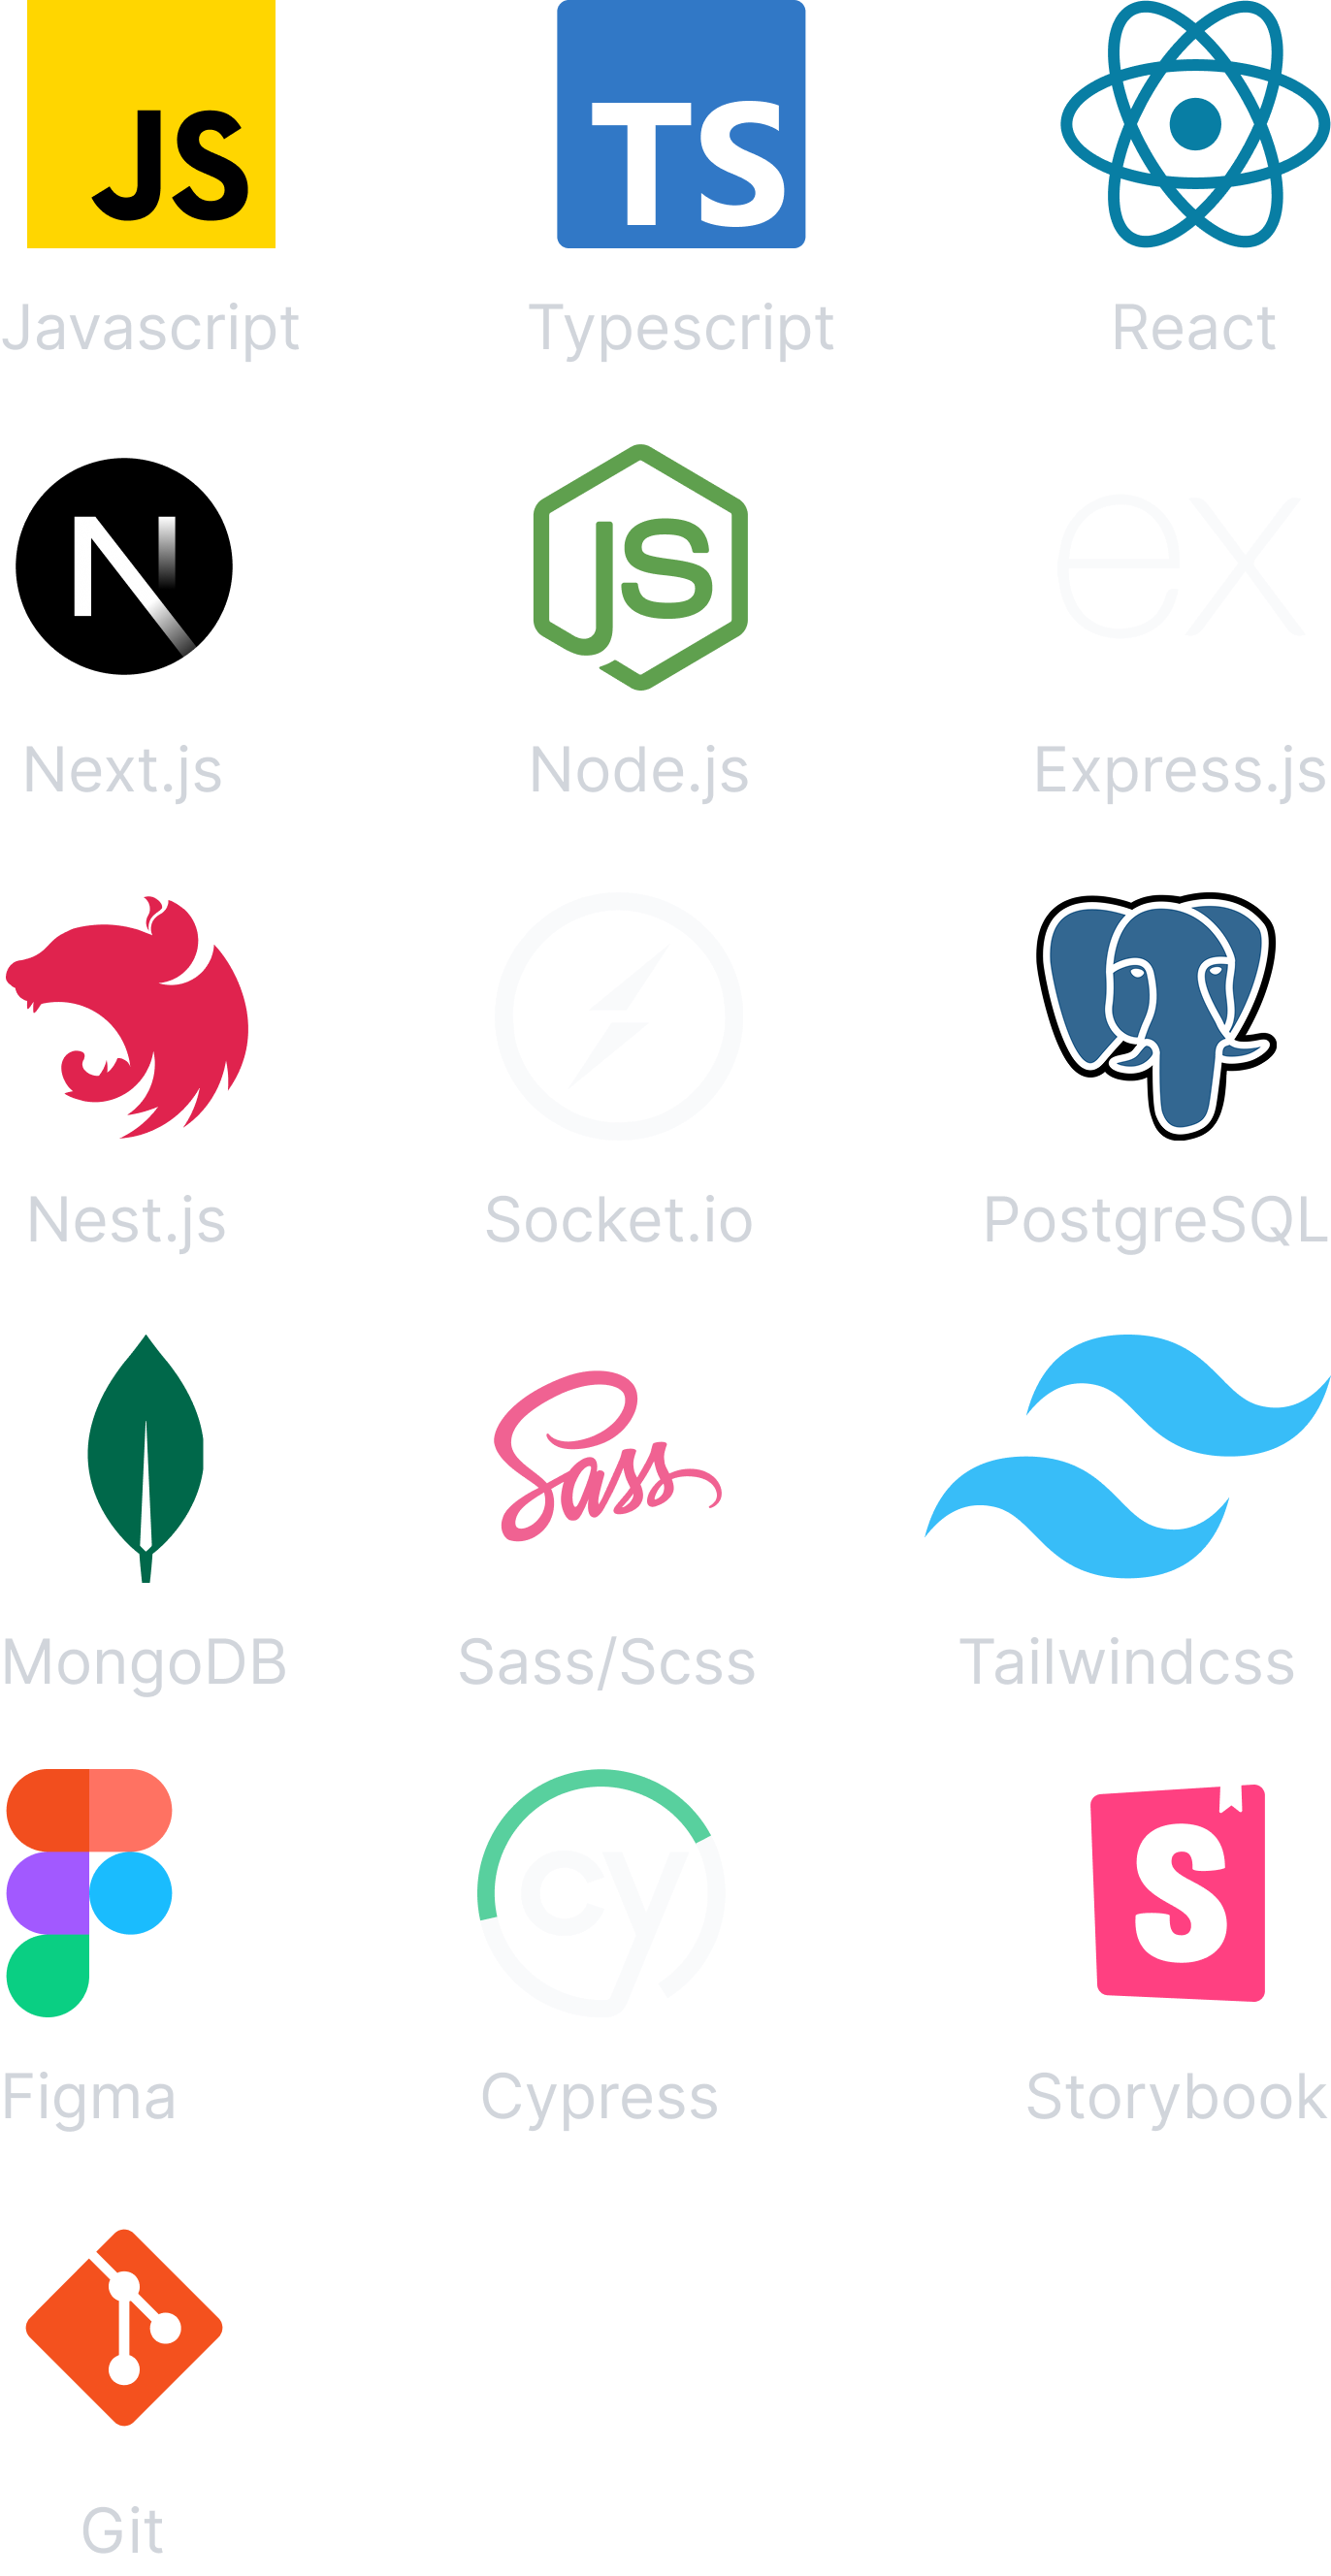 JS TS
Javascript Typescript React
N JS ex
Next.js Node.js Express.js
Nest.js Socket.io PostgreSQL
Sass
MongoDB Sass/Scss Tailwindcss
cy S
Figma Cypress Storybook
Git